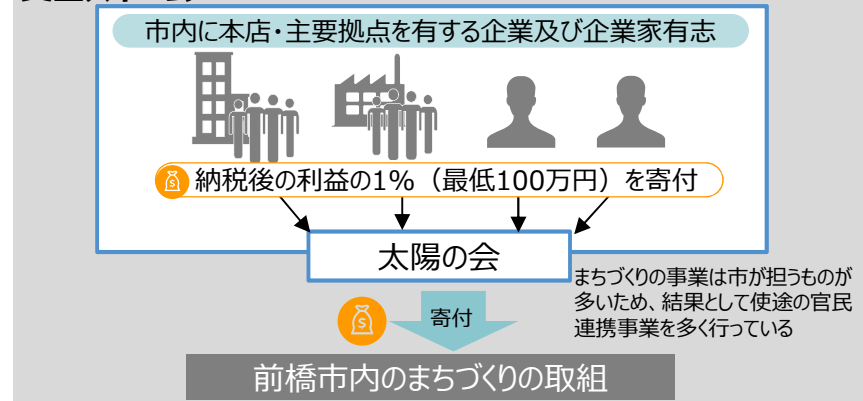 市内に本店・主要拠点を有する企業及び企業家有志
納税後の利益の1%（最低100万円）を寄付
太陽の会
まちづくりの事業は市が担うものが
多いため、結果として使途の官民
連携事業を多く行っている
寄付
前橋市内のまちづくりの取組